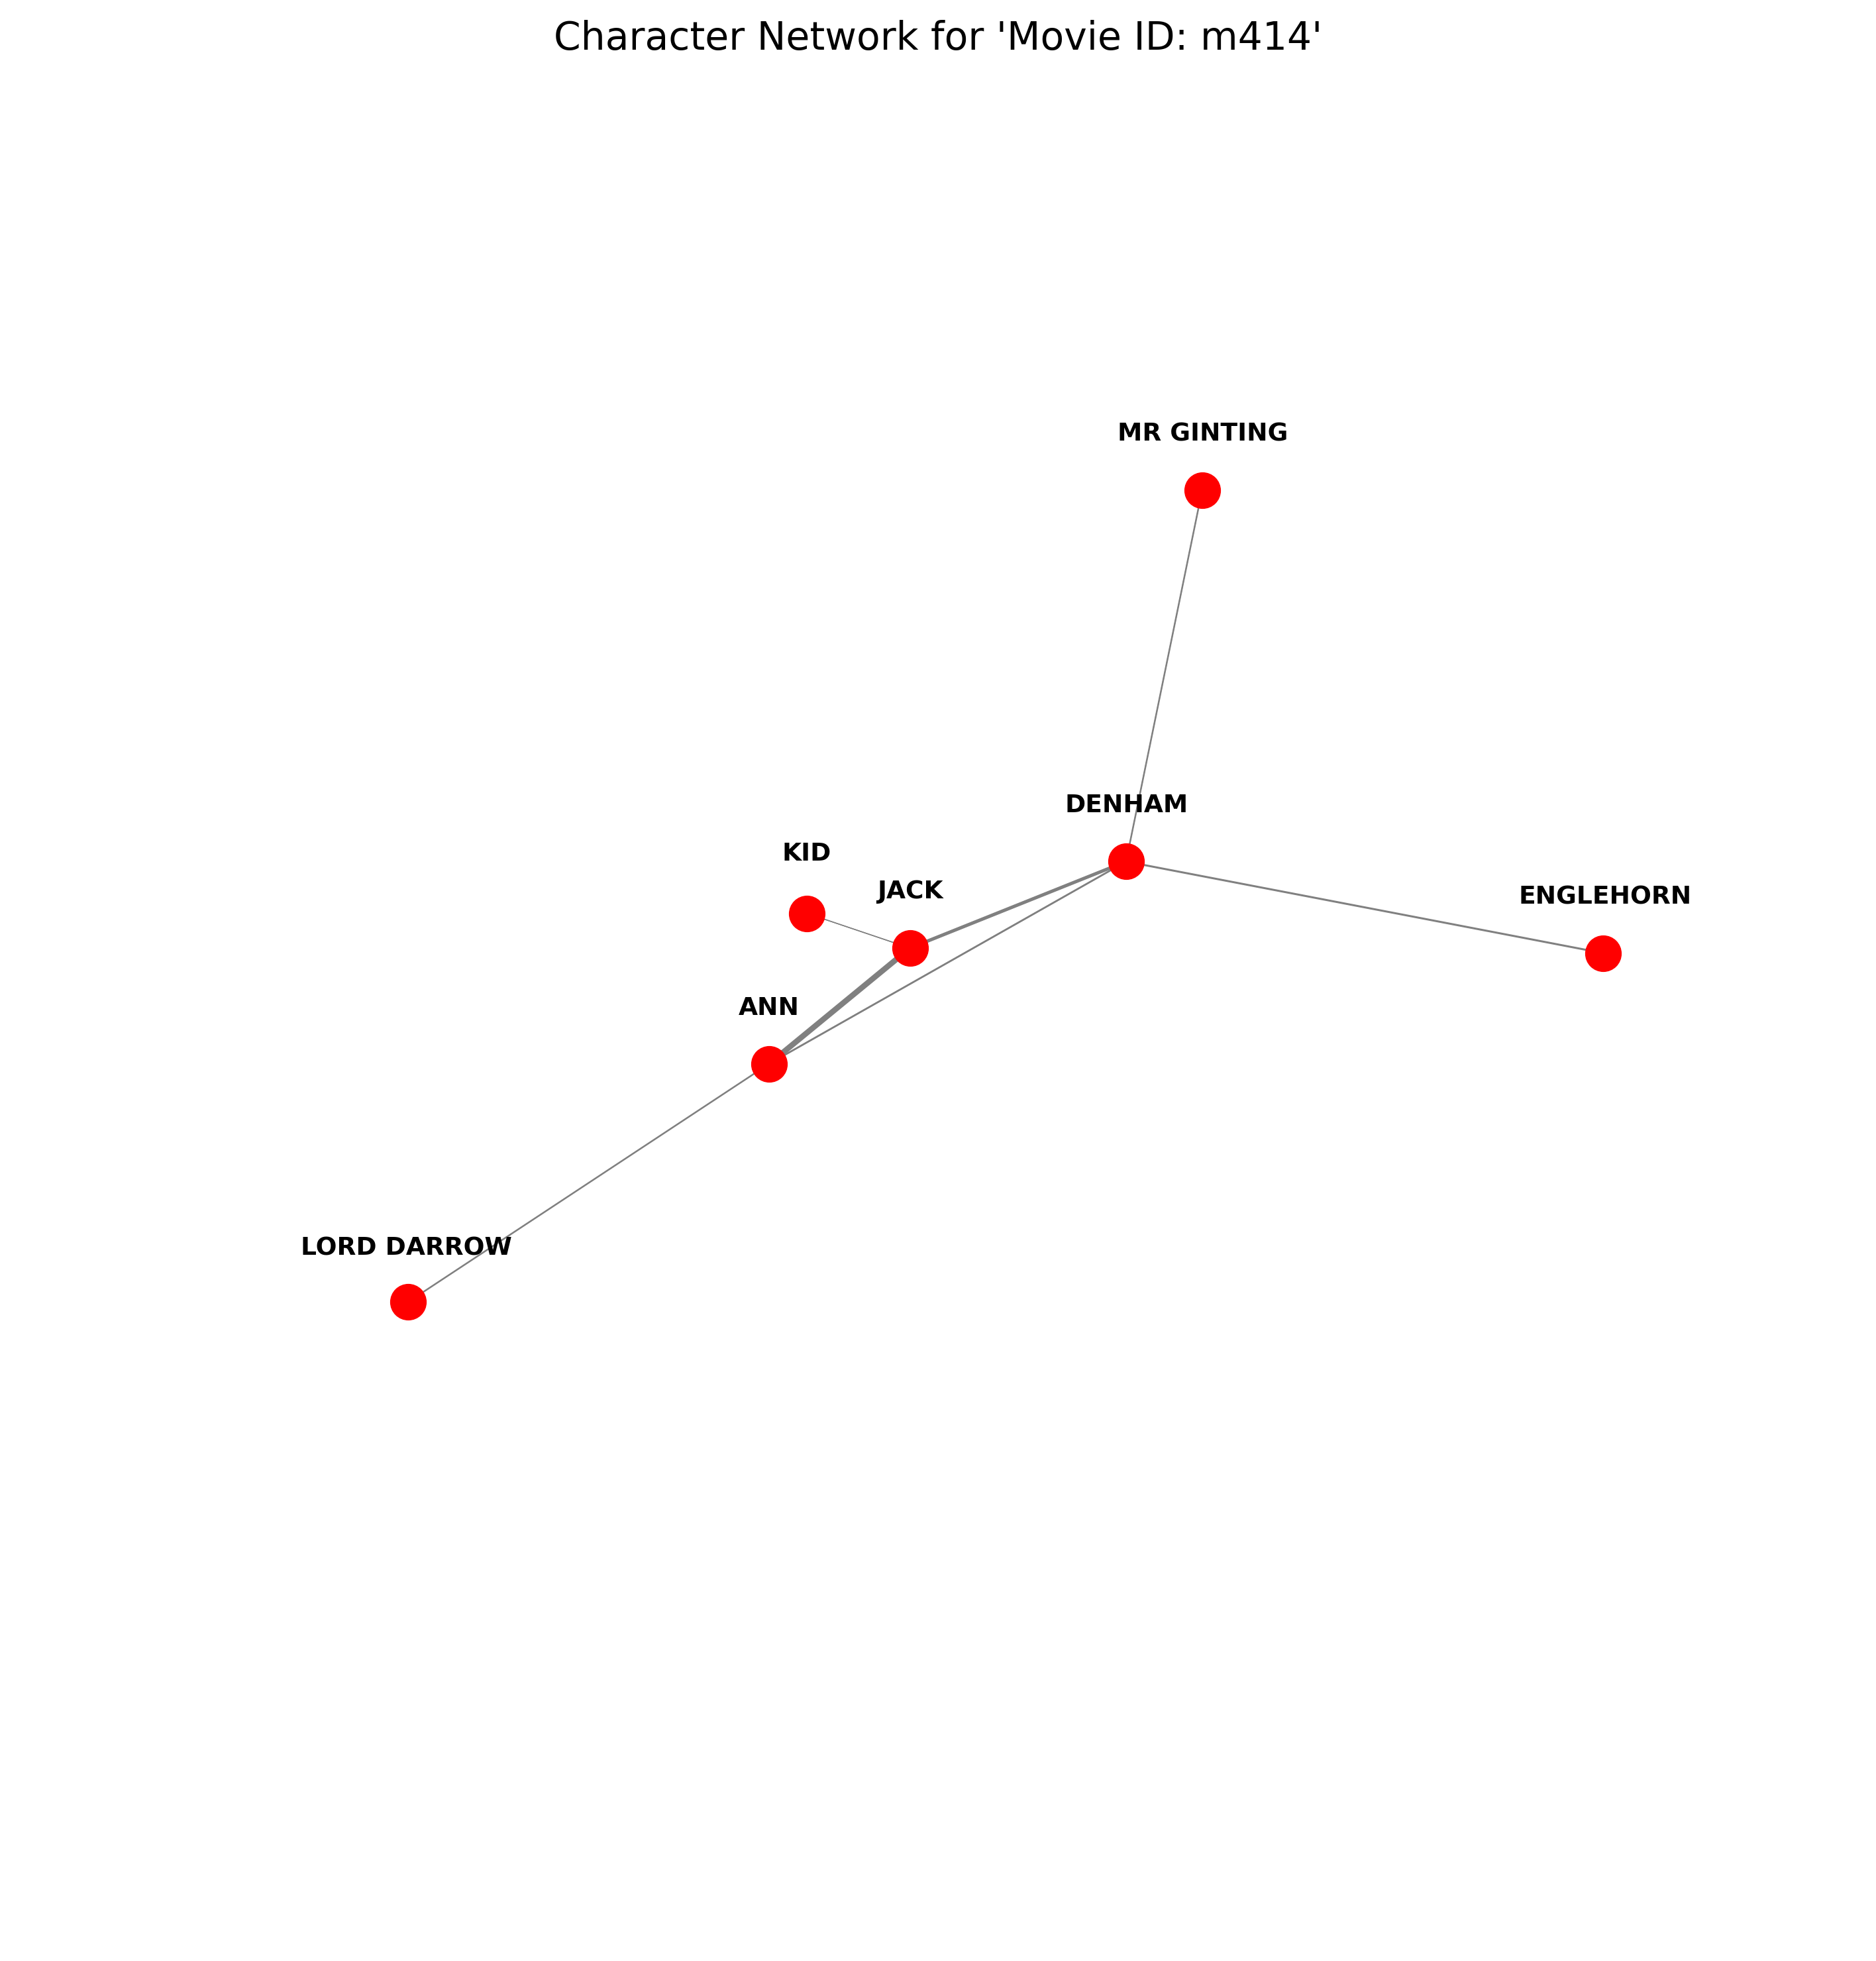 Character Network for 'Movie ID: m414'
MR GINTING
DENHAM
KID
JACK
ENGLEHORN
ANN
LORD DARROW